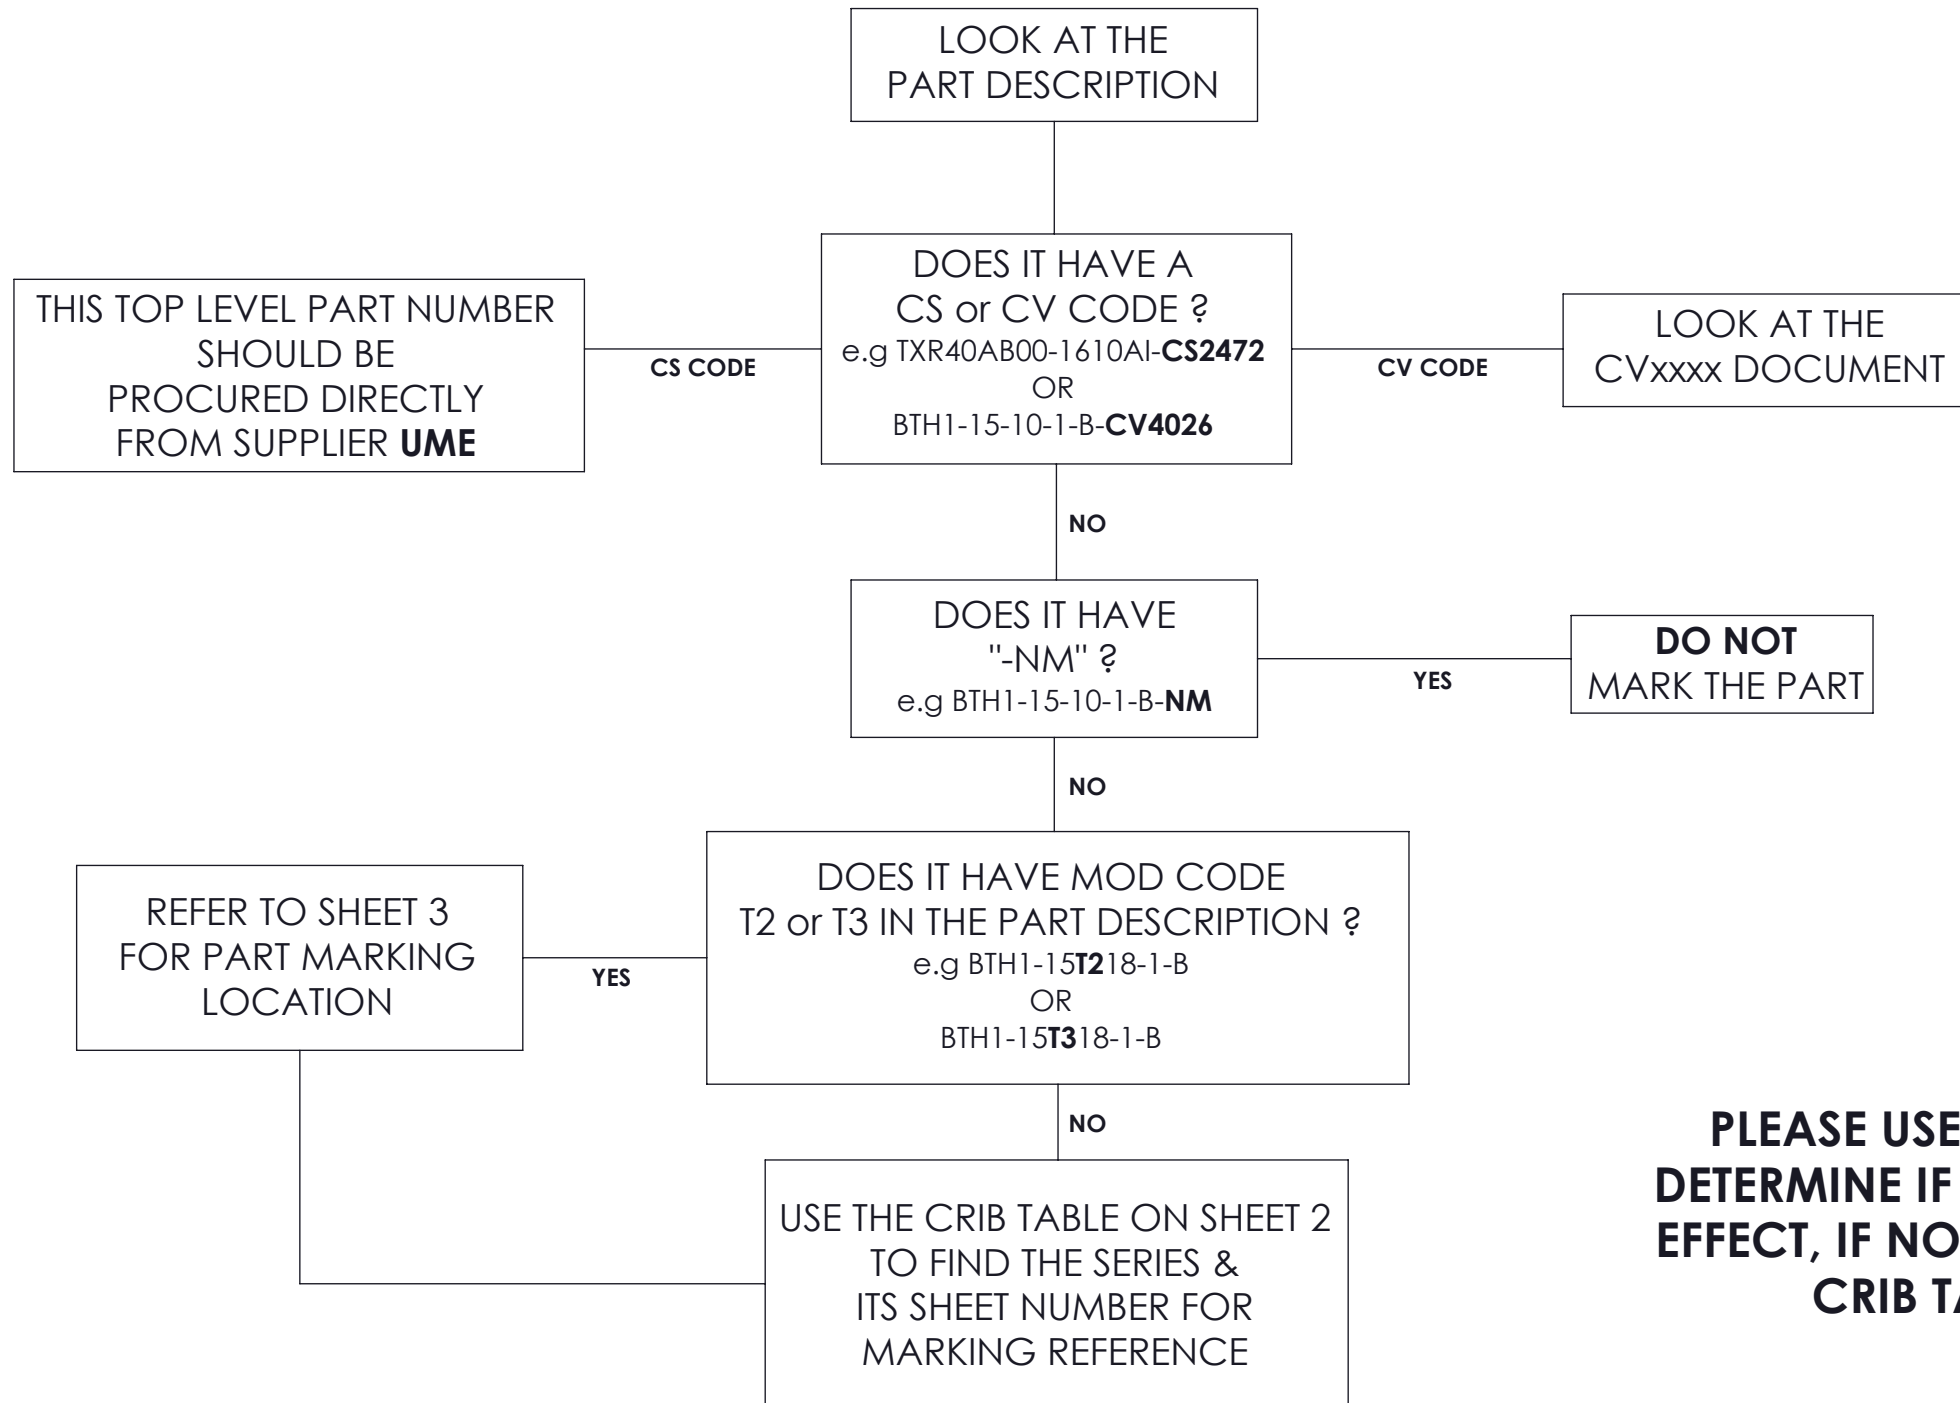 LOOK AT THE
PART DESCRIPTION
DOES IT HAVE A
CS or CV CODE ?
e.g TXR40AB00-1610AI-CS2472
OR
BTH1-15-10-1-B-CV4026
THIS TOP LEVEL PART NUMBER
SHOULD BE
PROCURED DIRECTLY
FROM SUPPLIER UME
CS CODE
CV CODE
LOOK AT THE
CVxxxx DOCUMENT
NO
DOES IT HAVE
"-NM" ?
e.g BTH1-15-10-1-B-NM
YES
DO NOT
MARK THE PART
NO
DOES IT HAVE MOD CODE
T2 or T3 IN THE PART DESCRIPTION ?
e.g BTH1-15T218-1-B
OR
BTH1-15T318-1-B
YES
REFER TO SHEET 3
FOR PART MARKING
LOCATION
NO
USE THE CRIB TABLE ON SHEET 2
TO FIND THE SERIES &
ITS SHEET NUMBER FOR
MARKING REFERENCE
PLEASE USE
DETERMINE IF
EFFECT, IF NO
CRIB TA